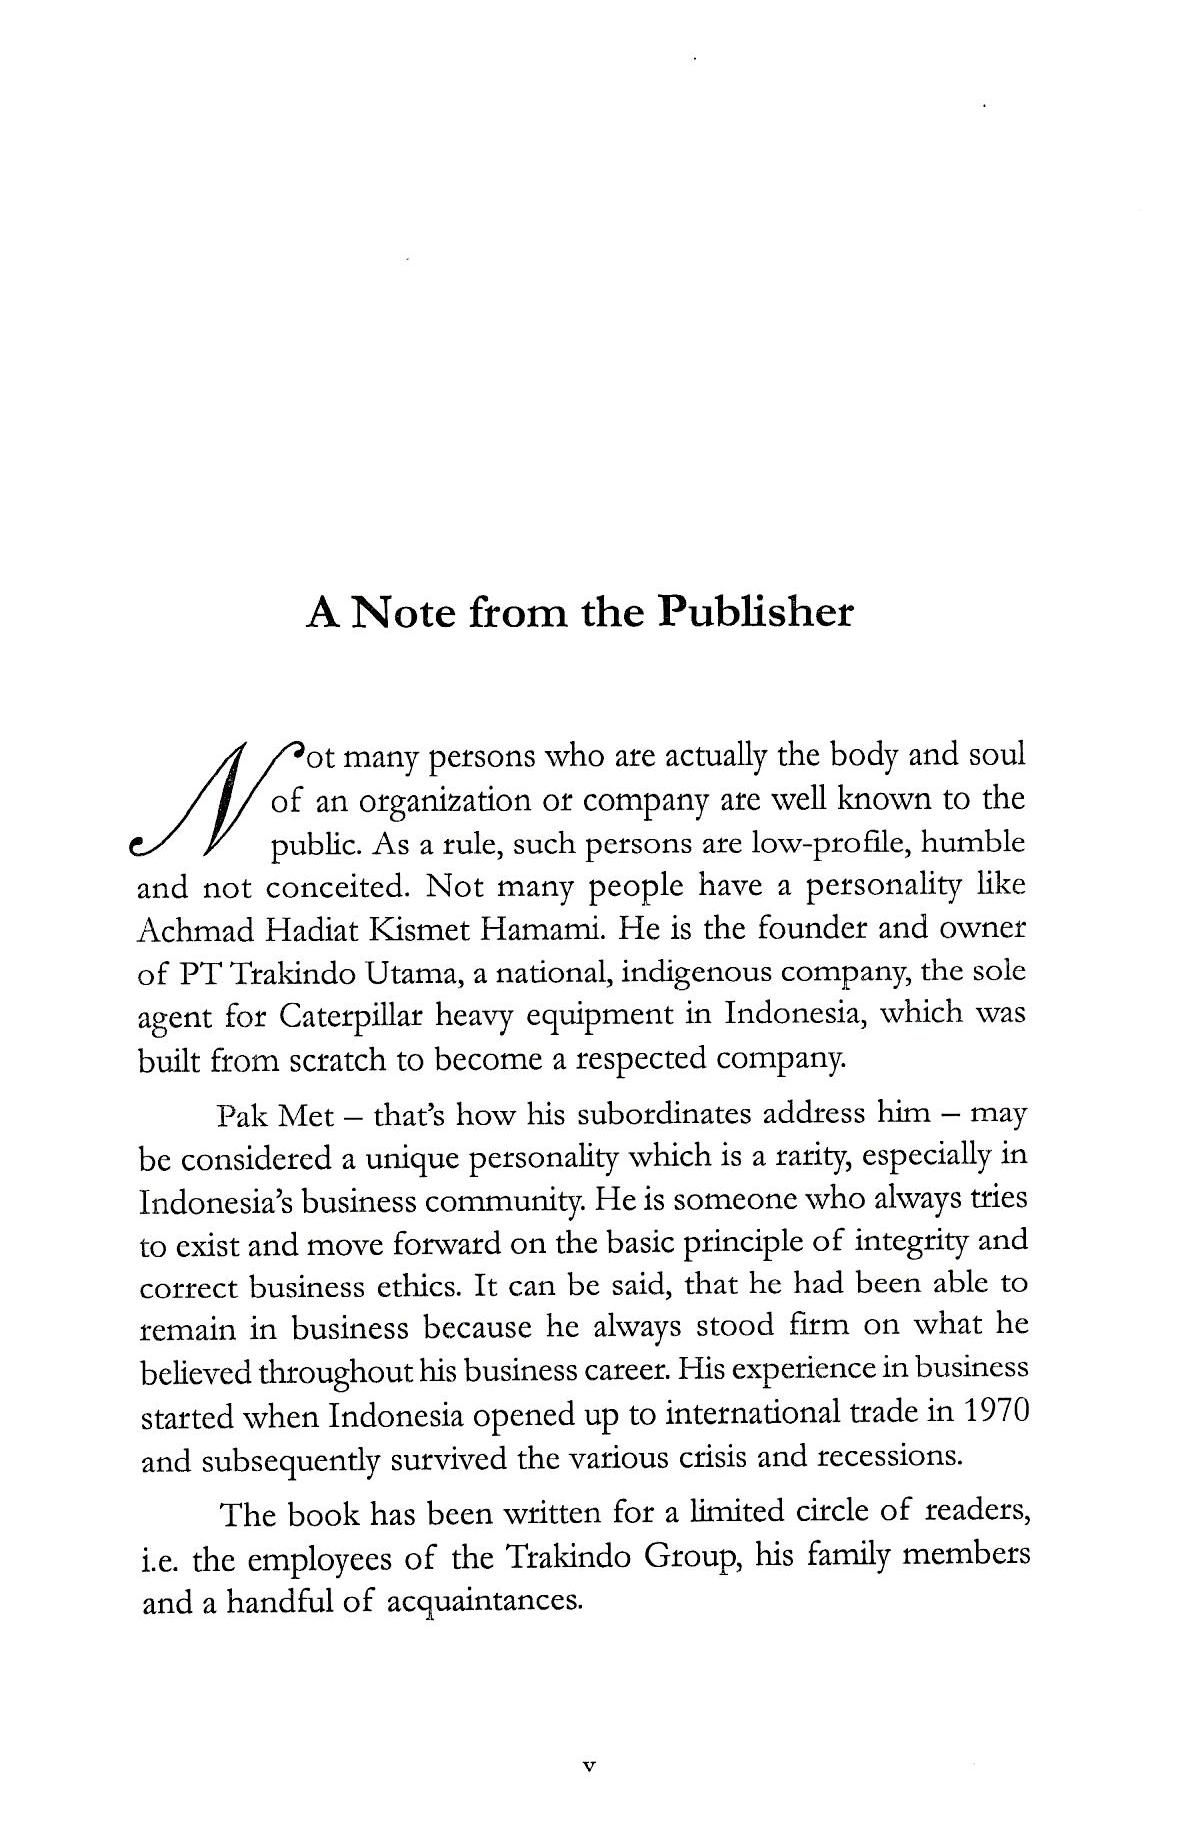 A Note from the Publisher
Not many persons who are actually the body and soul
of an organization or company are well known to the
public. As a rule, such persons are low-profile, humble
and not conceited. Not many people have a personality like
Achmad Hadiat Kismet Hamami. He is the founder and owner
of PT Trakindo Utama, a national, indigenous company, the sole
agent for Caterpillar heavy equipment in Indonesia, which was
built from scratch to become a respected company.
Pak Met – that's how his subordinates address him – may
be considered a unique personality which is a rarity, especially in
Indonesia's business community. He is someone who always tries
to exist and move forward on the basic principle of integrity and
correct business ethics. It can be said, that he had been able to
remain in business because he always stood firm on what he
believed throughout his business career. His experience in business
started when Indonesia opened up to international trade in 1970
and subsequently survived the various crisis and recessions.
The book has been written for a limited circle of readers,
i.e. the employees of the Trakindo Group, his family members
and a handful of acquaintances.
v